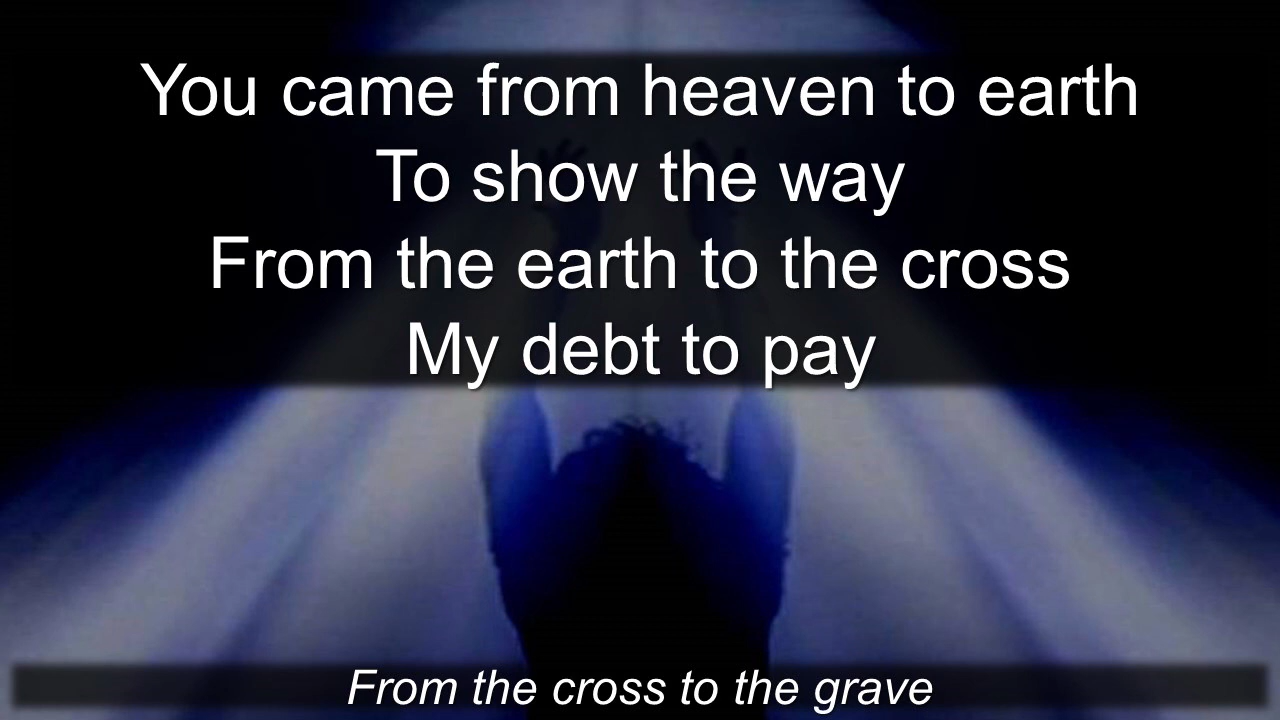 You came from heaven to earth
To show the way
From the earth to the cross
My debt to pay
From the cross to the grave